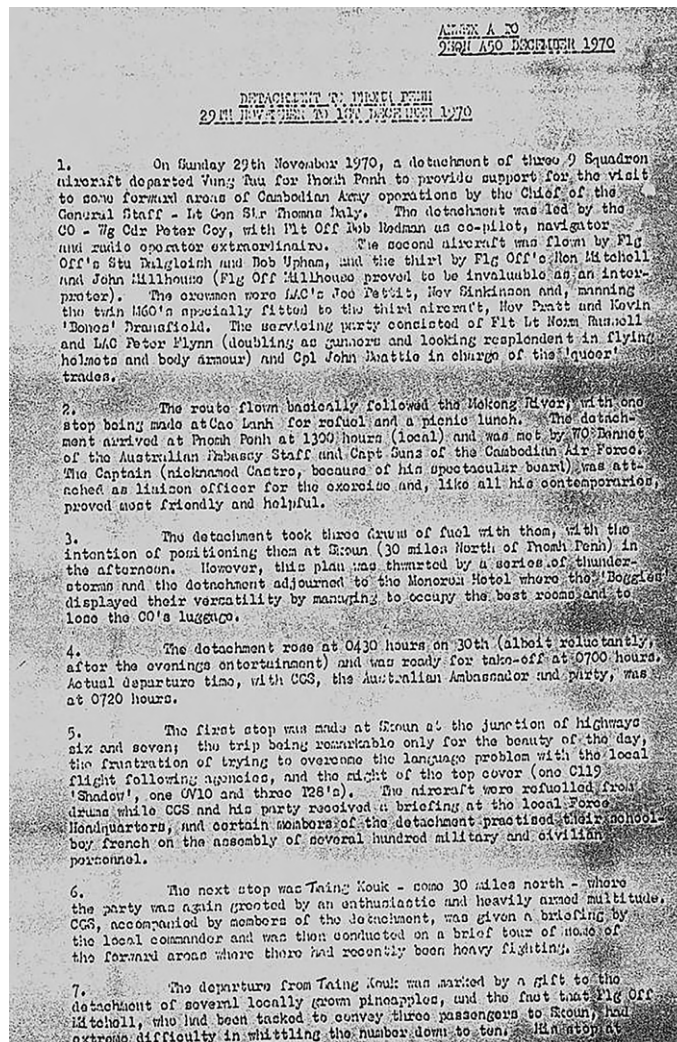 ANNEX A TO
9SQN A50 DECEMBER 1970
DETACHMENT TO PHNOM PENH
29TH NOVEMBER TO 1ST DECEMBER 1970
1. On Sunday 29th November 1970, a detachment of three 9 Squadron
aircraft departed Vung Tau for Phnom Penh to provide support for the visit
to some forward areas of Cambodian Army operations by the Chief of the
General Staff - Lt Gen Sir Thomas Daly. The detachment was led by the
CO - Wg Cdr Peter Coy, with Plt Off Bob Redman as co-pilot, navigator
and radio operator extraordinaire. The second aircraft was flown by Flg
Off's Stu Dalgleish and Bob Upham, and the third by Flg Off's Ron Mitchell
and John Millhouse (Flg Off Millhouse proved to be invaluable as an inter-
preter). The crewmen were LAC's Joe Pettit, Nev Sinkinson and, manning
the twin M60's specially fitted to the third aircraft, Nev Pratt and Kevin
'Bones' Dransfield. The servicing party consisted of Flt Lt Norm Russell
and LAC Peter Flynn (doubling as gunners and looking resplendent in flying
helmets and body armour) and Cpl John Beattie in charge of the 'queer'
trades.
2. The route flown basically followed the Mekong River, with one
stop being made at Cao Lanh for refuel and a picnic lunch. The detach-
ment arrived at Phnom Penh at 1300 hours (local) and was met by WO Bennet
of the Australian Embassy Staff and Capt Suns of the Cambodian Air Force.
The Captain (nicknamed Castro, because of his spectacular beard) was att-
ached as liaison officer for the exercise and, like all his contemporaries,
proved most friendly and helpful.
3. The detachment took three drums of fuel with them, with the
intention of positioning them at Skoun (30 miles North of Phnom Penh) in
the afternoon. However, this plan was thwarted by a series of thunder-
storms and the detachment adjourned to the Monorom Hotel where the 'Boggies'
displayed their versatility by managing to occupy the best rooms and to
lose the CO's luggage.
4. The detachment rose at 0430 hours on 30th (albeit reluctantly,
after the evenings entertainment) and was ready for take-off at 0700 hours.
Actual departure time, with CGS, the Australian Ambassador and party, was
at 0720 hours.
5. The first stop was made at Skoun at the junction of highways
six and seven; the trip being remarkable only for the beauty of the day,
the frustration of trying to overcome the language problem with the local
flight following agencies, and the might of the top cover (one C119
'Shadow', one OV10 and three T28's). The aircraft were refuelled from
drums while CGS and his party received a briefing at the local Force
Headquarters, and certain members of the detachment practised their school-
boy french on the assembly of several hundred military and civilian
personnel.
6. The next stop was Taing Kouk - some 30 miles north - where
the party was again greeted by an enthusiastic and heavily armed multitude.
CGS, accompanied by members of the detachment, was given a briefing by
the local commander and was then conducted on a brief tour of some of
the forward areas where there had recently been heavy fighting.
7. The departure from Taing Kouk was marked by a gift to the
detachment of several locally grown pineapples, and the fact that Flg Off
Mitchell, who had been tasked to convey three passengers to Skoun, had
extreme difficulty in whittling the number down to ten. His stop at